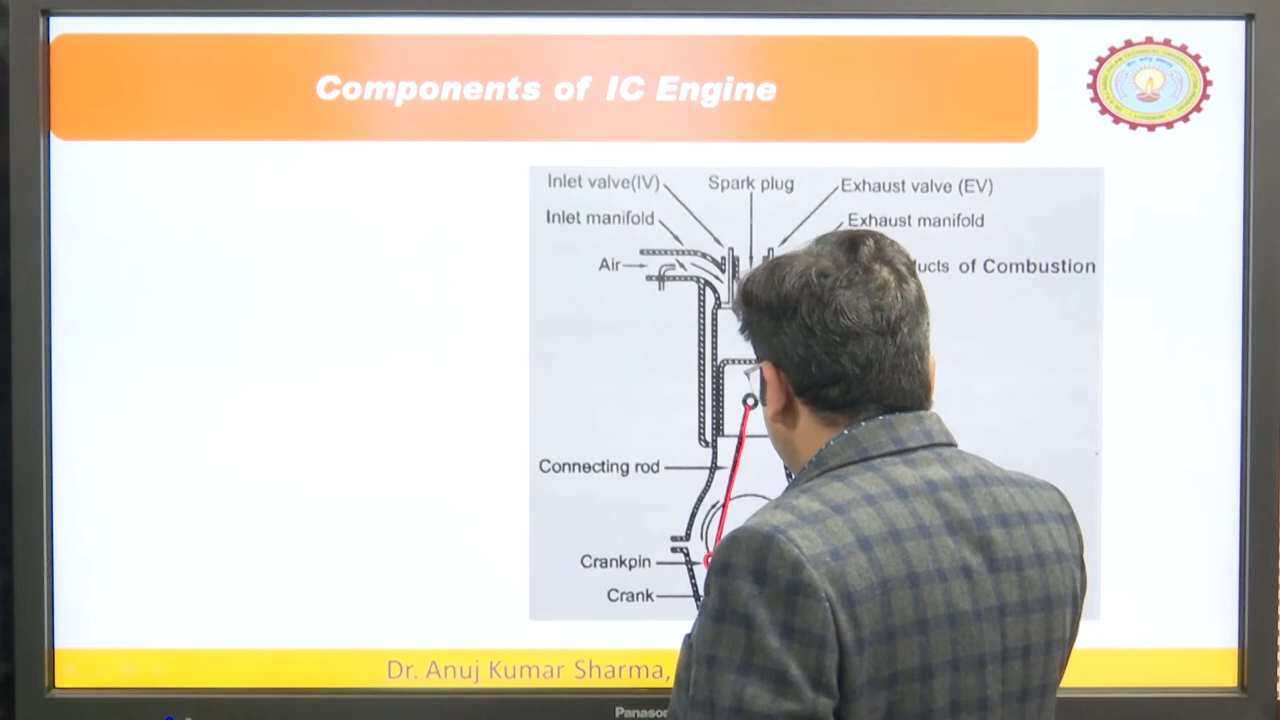 Components of IC Engine
Inlet valve(IV)
Spark plug
Exhaust valve (EV)
Inlet manifold
Exhaust manifold
Air
ucts of Combustion
Connecting rod
Crankpin
Crank
Dr. Anuj Kumar Sharma,
Panaso